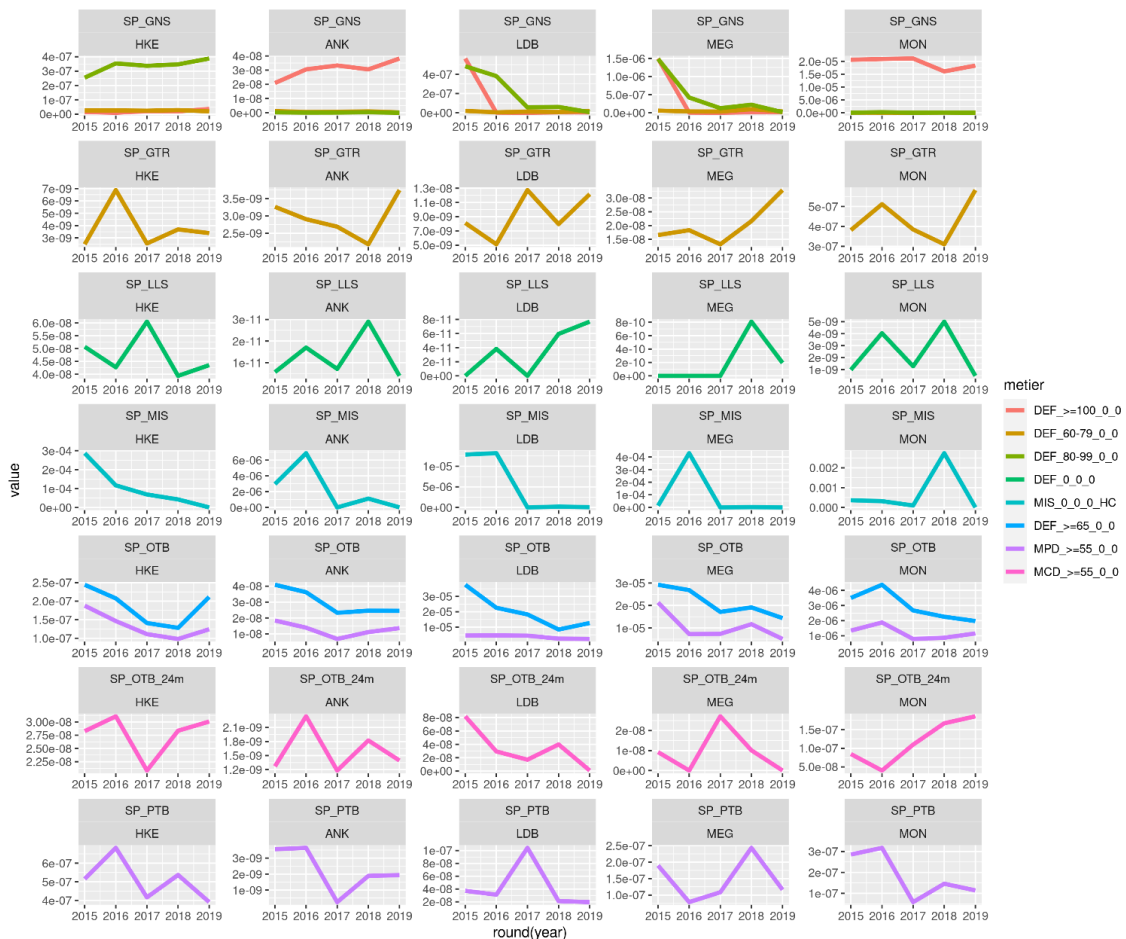 SP_GNS SP_GNS SP_GNS SP_GNS SP_GNS
HKE ANK LDB MEG MON
4e-07 3e-07 2e-07 1e-07 0e+00
4e-08 3e-08 2e-08 1e-08 0e+00
4e-07 2e-07 0e+00
1.5e-06 1.0e-06 5.0e-07 0.0e+00
2.0e-05 1.5e-05 1.0e-05 5.0e-06 0.0e+00
2015 2016 2017 2018 2019 2015 2016 2017 2018 2019 2015 2016 2017 2018 2019 2015 2016 2017 2018 2019 2015 2016 2017 2018 2019
SP_GTR SP_GTR SP_GTR SP_GTR SP_GTR
HKE ANK LDB MEG MON
7e-09 6e-09 5e-09 4e-09 3e-09
3.5e-09 3.0e-09 2.5e-09
1.3e-08 1.0e-08 9.0e-09 7.0e-09 5.0e-09
3.0e-08 2.5e-08 2.0e-08 1.5e-08
5e-07 4e-07 3e-07
2015 2016 2017 2018 2019 2015 2016 2017 2018 2019 2015 2016 2017 2018 2019 2015 2016 2017 2018 2019 2015 2016 2017 2018 2019
SP_LLS SP_LLS SP_LLS SP_LLS SP_LLS
HKE ANK LDB MEG MON
6.0e-08 5.5e-08 5.0e-08 4.5e-08 4.0e-08
3e-11 2e-11 1e-11
8e-11 6e-11 4e-11 2e-11 0e+00
8e-10 6e-10 4e-10 2e-10 0e+00
5e-09 4e-09 3e-09 2e-09 1e-09
2015 2016 2017 2018 2019 2015 2016 2017 2018 2019 2015 2016 2017 2018 2019 2015 2016 2017 2018 2019 2015 2016 2017 2018 2019
SP_MIS SP_MIS SP_MIS SP_MIS SP_MIS
HKE ANK LDB MEG MON
3e-04 2e-04 1e-04 0e+00
6e-06 4e-06 2e-06 0e+00
1e-05 5e-06 0e+00
4e-04 3e-04 2e-04 1e-04 0e+00
0.002 0.001 0.000
2015 2016 2017 2018 2019 2015 2016 2017 2018 2019 2015 2016 2017 2018 2019 2015 2016 2017 2018 2019 2015 2016 2017 2018 2019
SP_OTB SP_OTB SP_OTB SP_OTB SP_OTB
HKE ANK LDB MEG MON
2.5e-07 2.0e-07 1.5e-07 1.0e-07
4e-08 3e-08 2e-08 1e-08
3e-05 2e-05 1e-05
3e-05 2e-05 1e-05
4e-06 3e-06 2e-06 1e-06
2015 2016 2017 2018 2019 2015 2016 2017 2018 2019 2015 2016 2017 2018 2019 2015 2016 2017 2018 2019 2015 2016 2017 2018 2019
SP_OTB_24m SP_OTB_24m SP_OTB_24m SP_OTB_24m SP_OTB_24m
HKE ANK LDB MEG MON
3.00e-08 2.75e-08 2.50e-08 2.25e-08
2.1e-09 1.8e-09 1.5e-09 1.2e-09
8e-08 6e-08 4e-08 2e-08 0e+00
2e-08 1e-08 0e+00
1.5e-07 1.0e-07 5.0e-08
2015 2016 2017 2018 2019 2015 2016 2017 2018 2019 2015 2016 2017 2018 2019 2015 2016 2017 2018 2019 2015 2016 2017 2018 2019
SP_PTB SP_PTB SP_PTB SP_PTB SP_PTB
HKE ANK LDB MEG MON
6e-07 5e-07 4e-07
3e-09 2e-09 1e-09
1e-07 8e-08 6e-08 4e-08 2e-08
2.5e-07 2.0e-07 1.5e-07 1.0e-07
3e-07 2e-07 1e-07
2015 2016 2017 2018 2019 2015 2016 2017 2018 2019 2015 2016 2017 2018 2019 2015 2016 2017 2018 2019 2015 2016 2017 2018 2019
value
round(year)
metier
DEF_>=100_0_0
DEF_60-79_0_0
DEF_80-99_0_0
DEF_0_0_0
MIS_0_0_0_HC
DEF_>=65_0_0
MPD_>=55_0_0
MCD_>=55_0_0